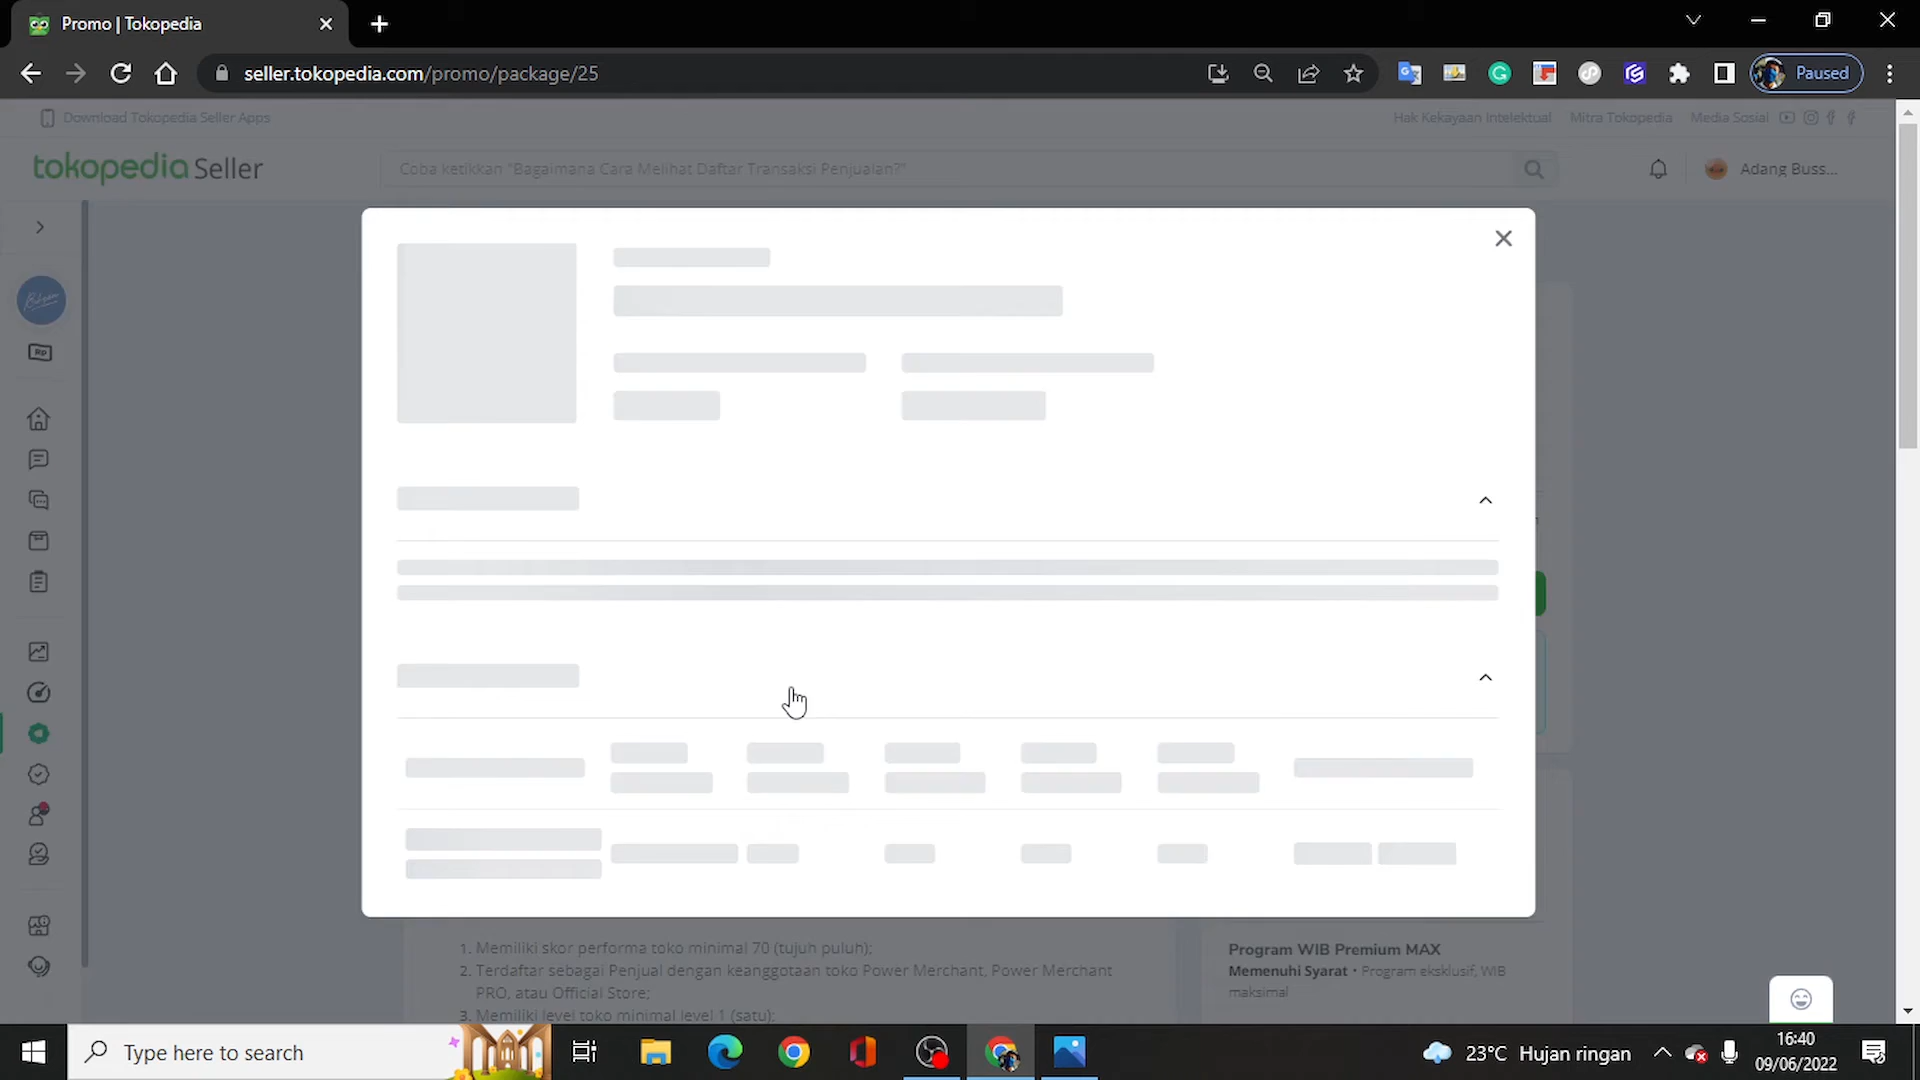 Promo | Tokopedia
seller.tokopedia.com/promo/package/25
Paused
Download Tokopedia Seller Apps
Hak Kekayaan Intelektual
Mitra Tokopedia
Media Sosial
tokopedia Seller
Coba ketikkan "Bagaimana Cara Melihat Daftar Transaksi Penjualan?"
Adang Buss...
Rp
1. Memiliki skor performa toko minimal 70 (tujuh puluh);
2. Terdaftar sebagai Penjual dengan keanggotaan toko Power Merchant, Power Merchant
PRO, atau Official Store;
3. Memiliki level toko minimal level 1 (satu);
Program WIB Premium MAX
Memenuhi Syarat • Program eksklusif, WIB
maksimal
Type here to search
23°C Hujan ringan
16:40
09/06/2022